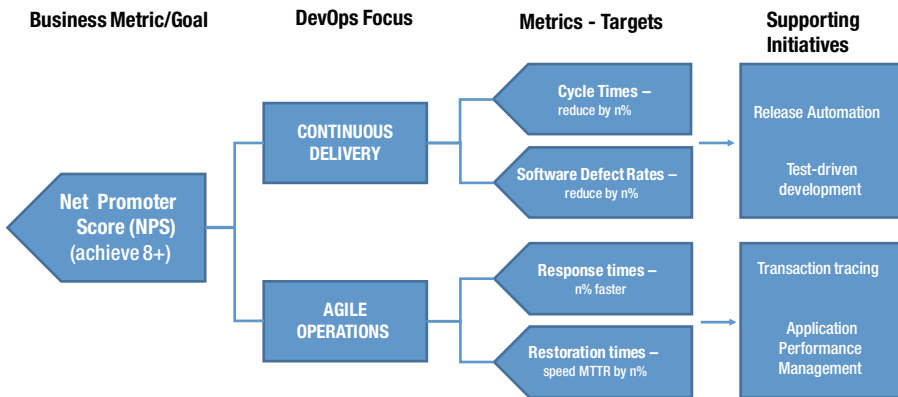 Business Metric/Goal
DevOps Focus
Metrics - Targets
Supporting
Initiatives
Net Promoter
Score (NPS)
(achieve 8+)
CONTINUOUS
DELIVERY
AGILE
OPERATIONS
Cycle Times –
reduce by n%
Software Defect Rates –
reduce by n%
Response times –
n% faster
Restoration times –
speed MTTR by n%
Release Automation
Test-driven
development
Transaction tracing
Application
Performance
Management